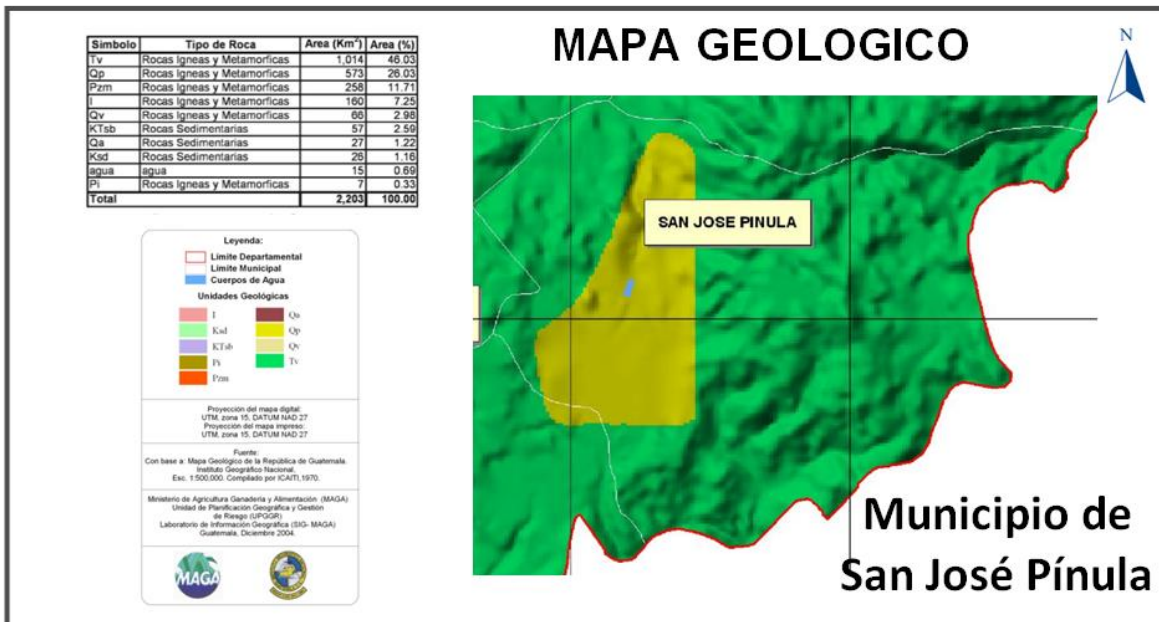 MAPA GEOLOGICO
Simbolo Tipo de Roca Area (Km²) Area (%)
Tv Rocas Igneas y Metamorficas 1,014 46.03
Qp Rocas Igneas y Metamorficas 573 26.03
Pzm Rocas Igneas y Metamorficas 258 11.71
I Rocas Igneas y Metamorficas 160 7.25
Qv Rocas Igneas y Metamorficas 66 2.98
KTsb Rocas Sedimentarias 57 2.59
Qa Rocas Sedimentarias 27 1.22
Ksd Rocas Sedimentarias 26 1.16
agua agua 15 0.69
Pi Rocas Igneas y Metamorficas 7 0.33
Total 2,203 100.00
N
SAN JOSE PINULA
Leyenda:
Límite Departamental
Límite Municipal
Cuerpos de Agua
Unidades Geológicas
I
Ksd
KTsb
Pi
Pzm
Qa
Qp
Qv
Tv
Proyección del mapa digital:
UTM, zona 15, DATUM NAD 27
Proyección del mapa impreso:
UTM, zona 15, DATUM NAD 27
Fuente:
Con base a: Mapa Geológico de la República de Guatemala.
Instituto Geográfico Nacional,
Esc. 1:500,000. Compilado por ICAITI,1970.
Ministerio de Agricultura Ganadería y Alimentación (MAGA)
Unidad de Planificación Geográfica y Gestión
de Riesgo (UPGGR)
Laboratorio de Información Geográfica (SIG- MAGA)
Guatemala, Diciembre 2004.
MAGA
Municipio de
San José Pínula